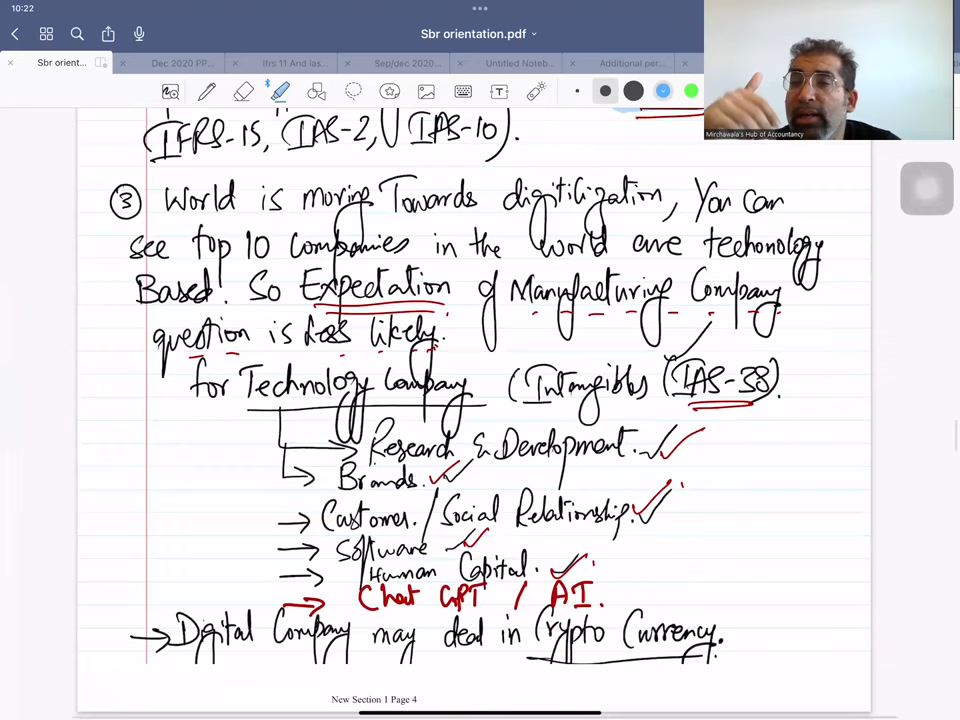 10:22
Sbr orientation.pdf
Sbr orient...
Dec 2020 PP...
ifrs 11 And ias...
Sep/dec 2020...
Untitled Noteb...
Additional per...
Mirchawala's Hub of Accountancy
(IFRS-15, IAS-2, IAS-10).
③ World is moving Towards digitilization, You can
see top 10 Companies in the world are techonology
Based. So Expectation of Manufacturing Company
question is Less likely.
for Technology Company (Intangibles (IAS-38).
→ Research & Development.
→ Brands.
→ Customer / Social Relationship.
→ Software
→ Human Capital.
→ Chat GPT / AI.
→ Digital Company may deal in Crypto Currency.
New Section 1 Page 4